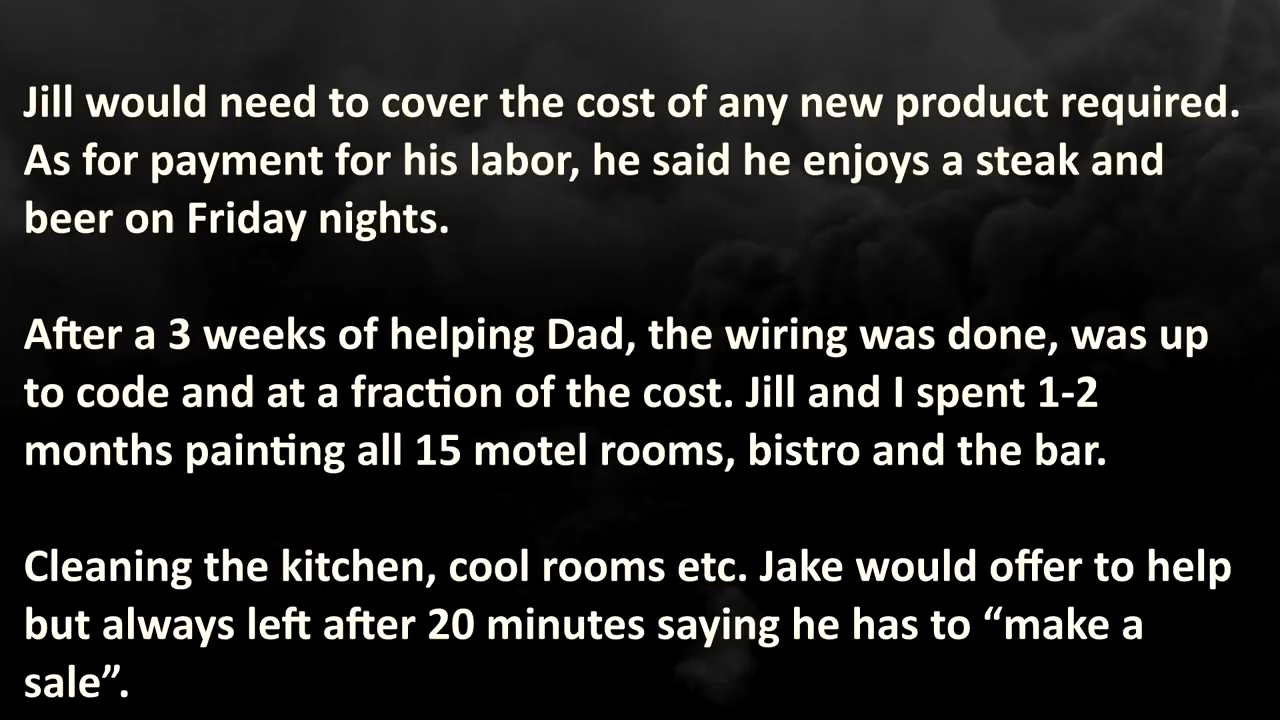 Jill would need to cover the cost of any new product required.
As for payment for his labor, he said he enjoys a steak and
beer on Friday nights.
After a 3 weeks of helping Dad, the wiring was done, was up
to code and at a fraction of the cost. Jill and I spent 1-2
months painting all 15 motel rooms, bistro and the bar.
Cleaning the kitchen, cool rooms etc. Jake would offer to help
but always left after 20 minutes saying he has to “make a
sale”.